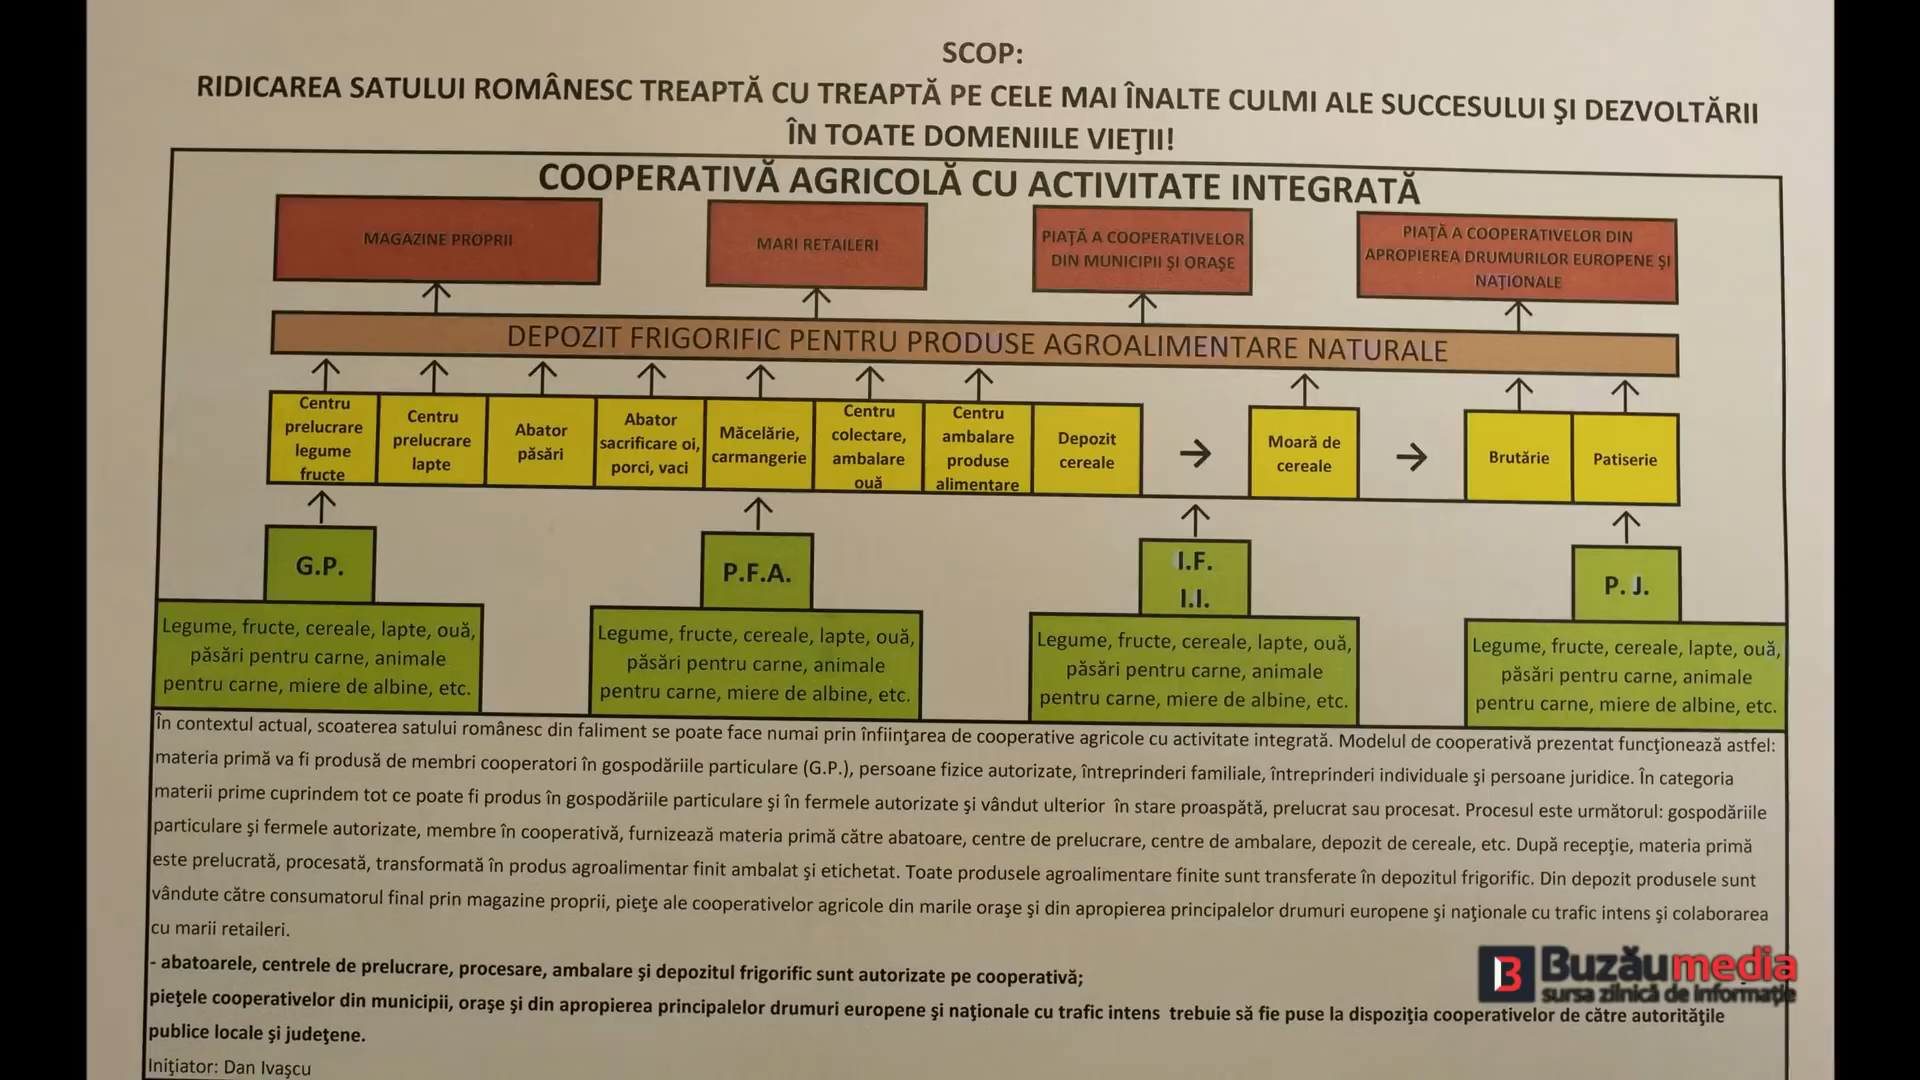 SCOP:
RIDICAREA SATULUI ROMÂNESC TREAPTĂ CU TREAPTĂ PE CELE MAI ÎNALTE CULMI ALE SUCCESULUI ŞI DEZVOLTĂRII
ÎN TOATE DOMENIILE VIEŢII!
COOPERATIVĂ AGRICOLĂ CU ACTIVITATE INTEGRATĂ
MAGAZINE PROPRII
MARI RETAILERI
PIAŢĂ A COOPERATIVELOR
DIN MUNICIPII ŞI ORAŞE
PIAŢĂ A COOPERATIVELOR DIN
APROPIEREA DRUMURILOR EUROPENE ŞI
NAŢIONALE
DEPOZIT FRIGORIFIC PENTRU PRODUSE AGROALIMENTARE NATURALE
Centru
prelucrare
legume
fructe
Centru
prelucrare
lapte
Abator
păsări
Abator
sacrificare oi,
porci, vaci
Măcelărie,
carmangerie
Centru
colectare,
ambalare
ouă
Centru
ambalare
produse
alimentare
Depozit
cereale
Moară de
cereale
Brutărie
Patiserie
G.P.
P.F.A.
I.F.
I.I.
P. J.
Legume, fructe, cereale, lapte, ouă,
păsări pentru carne, animale
pentru carne, miere de albine, etc.
Legume, fructe, cereale, lapte, ouă,
păsări pentru carne, animale
pentru carne, miere de albine, etc.
Legume, fructe, cereale, lapte, ouă,
păsări pentru carne, animale
pentru carne, miere de albine, etc.
Legume, fructe, cereale, lapte, ouă,
păsări pentru carne, animale
pentru carne, miere de albine, etc.
În contextul actual, scoaterea satului românesc din faliment se poate face numai prin înfiinţarea de cooperative agricole cu activitate integrată. Modelul de cooperativă prezentat funcţionează astfel:
materia primă va fi produsă de membri cooperatori în gospodăriile particulare (G.P.), persoane fizice autorizate, întreprinderi familiale, întreprinderi individuale şi persoane juridice. În categoria
materii prime cuprindem tot ce poate fi produs în gospodăriile particulare şi în fermele autorizate şi vândut ulterior în stare proaspătă, prelucrat sau procesat. Procesul este următorul: gospodăriile
particulare şi fermele autorizate, membre în cooperativă, furnizează materia primă către abatoare, centre de prelucrare, centre de ambalare, depozit de cereale, etc. După recepţie, materia primă
este prelucrată, procesată, transformată în produs agroalimentar finit ambalat şi etichetat. Toate produsele agroalimentare finite sunt transferate în depozitul frigorific. Din depozit produsele sunt
vândute către consumatorul final prin magazine proprii, pieţe ale cooperativelor agricole din marile oraşe şi din apropierea principalelor drumuri europene şi naţionale cu trafic intens şi colaborarea
cu marii retaileri.
- abatoarele, centrele de prelucrare, procesare, ambalare şi depozitul frigorific sunt autorizate pe cooperativă;
pieţele cooperativelor din municipii, oraşe şi din apropierea principalelor drumuri europene şi naţionale cu trafic intens trebuie să fie puse la dispoziţia cooperativelor de către autorităţile
publice locale şi judeţene.
Iniţiator: Dan Ivaşcu
B Buzăumedia
sursa zilnică de informaţie